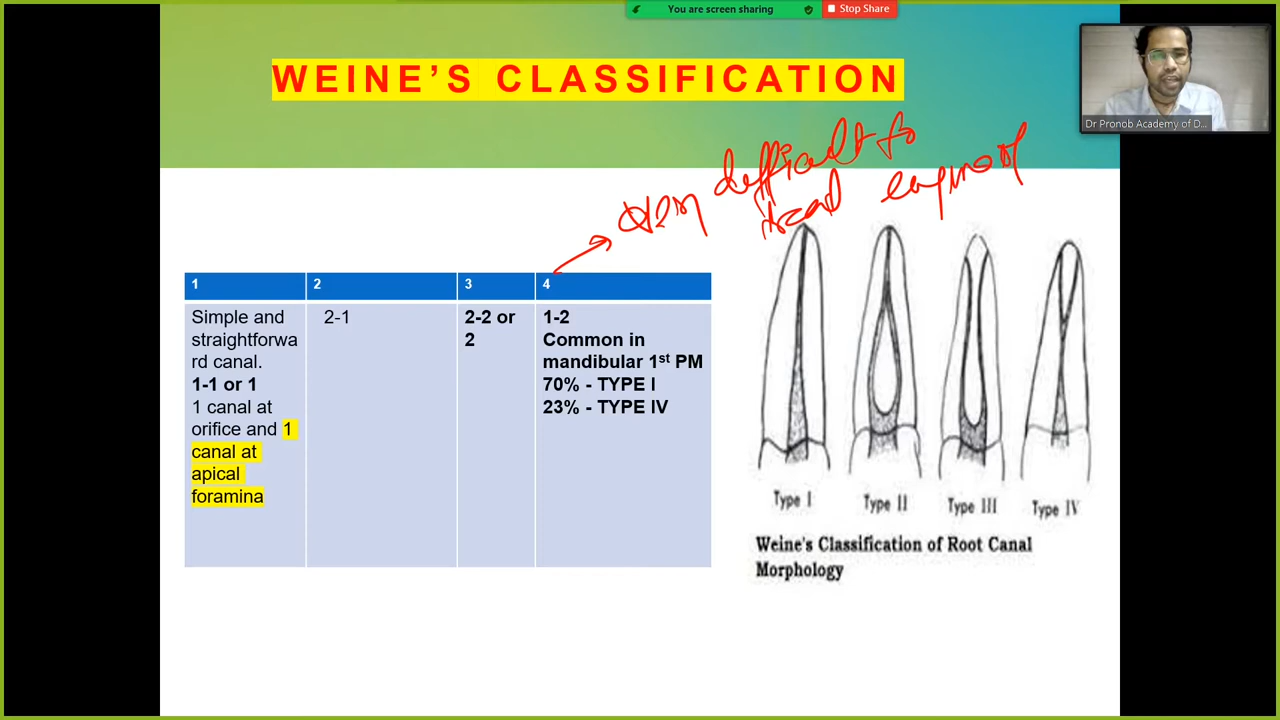 You are screen sharing
Stop Share
WEINE’S CLASSIFICATION
Dr Pronob Academy of D...
difficult to
1
2
3
4
Simple and
straightforwa
rd canal.
1-1 or 1
1 canal at
orifice and 1
canal at
apical
foramina
2-1
2-2 or
2
1-2
Common in
mandibular 1st PM
70% - TYPE I
23% - TYPE IV
Type I
Type II
Type III
Type IV
Weine's Classification of Root Canal
Morphology